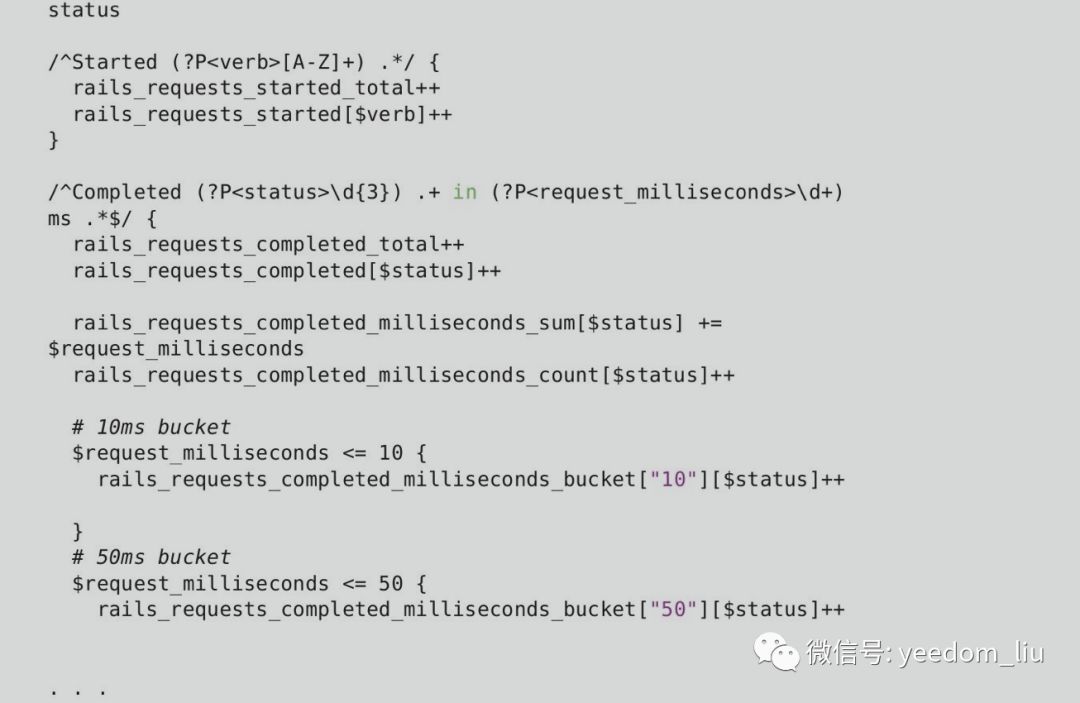 status
/^Started (?P<verb>[A-Z]+) .*/ {
rails_requests_started_total++
rails_requests_started[$verb]++
}
/^Completed (?P<status>\d{3}) .+ in (?P<request_milliseconds>\d+)
ms .*$/ {
rails_requests_completed_total++
rails_requests_completed[$status]++
rails_requests_completed_milliseconds_sum[$status] +=
$request_milliseconds
rails_requests_completed_milliseconds_count[$status]++
# 10ms bucket
$request_milliseconds <= 10 {
rails_requests_completed_milliseconds_bucket["10"][$status]++
}
# 50ms bucket
$request_milliseconds <= 50 {
rails_requests_completed_milliseconds_bucket["50"][$status]++
微信号: yeedom_liu
. . .